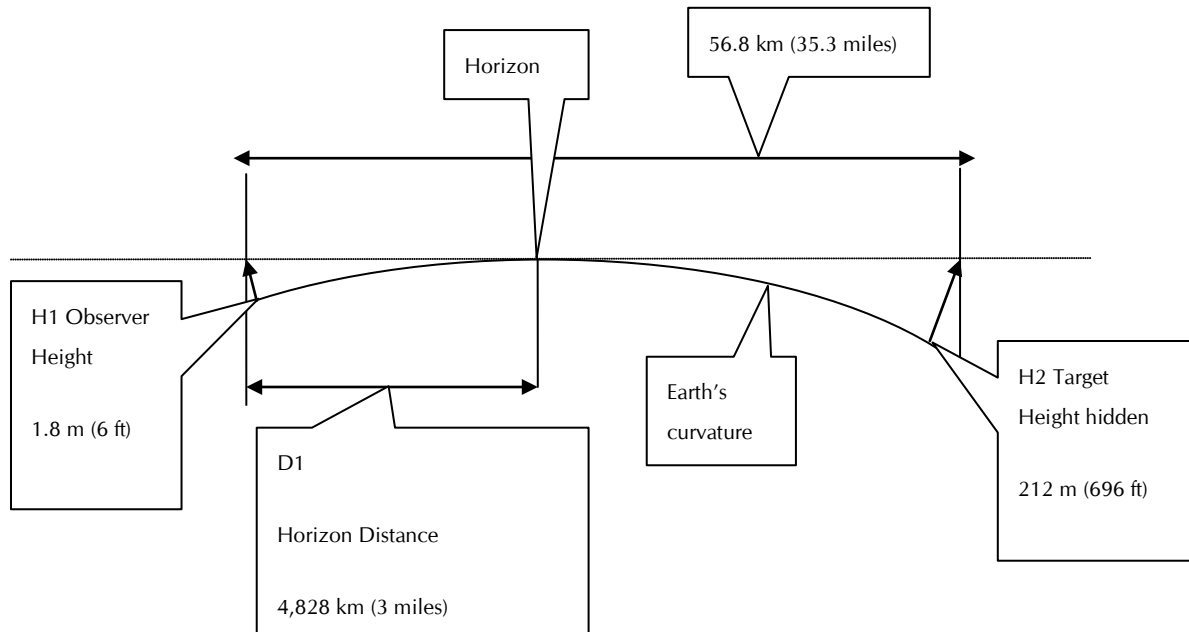 56.8 km (35.3 miles)
Horizon
H1 Observer
Height
1.8 m (6 ft)
D1
Horizon Distance
4,828 km (3 miles)
Earth’s
curvature
H2 Target
Height hidden
212 m (696 ft)